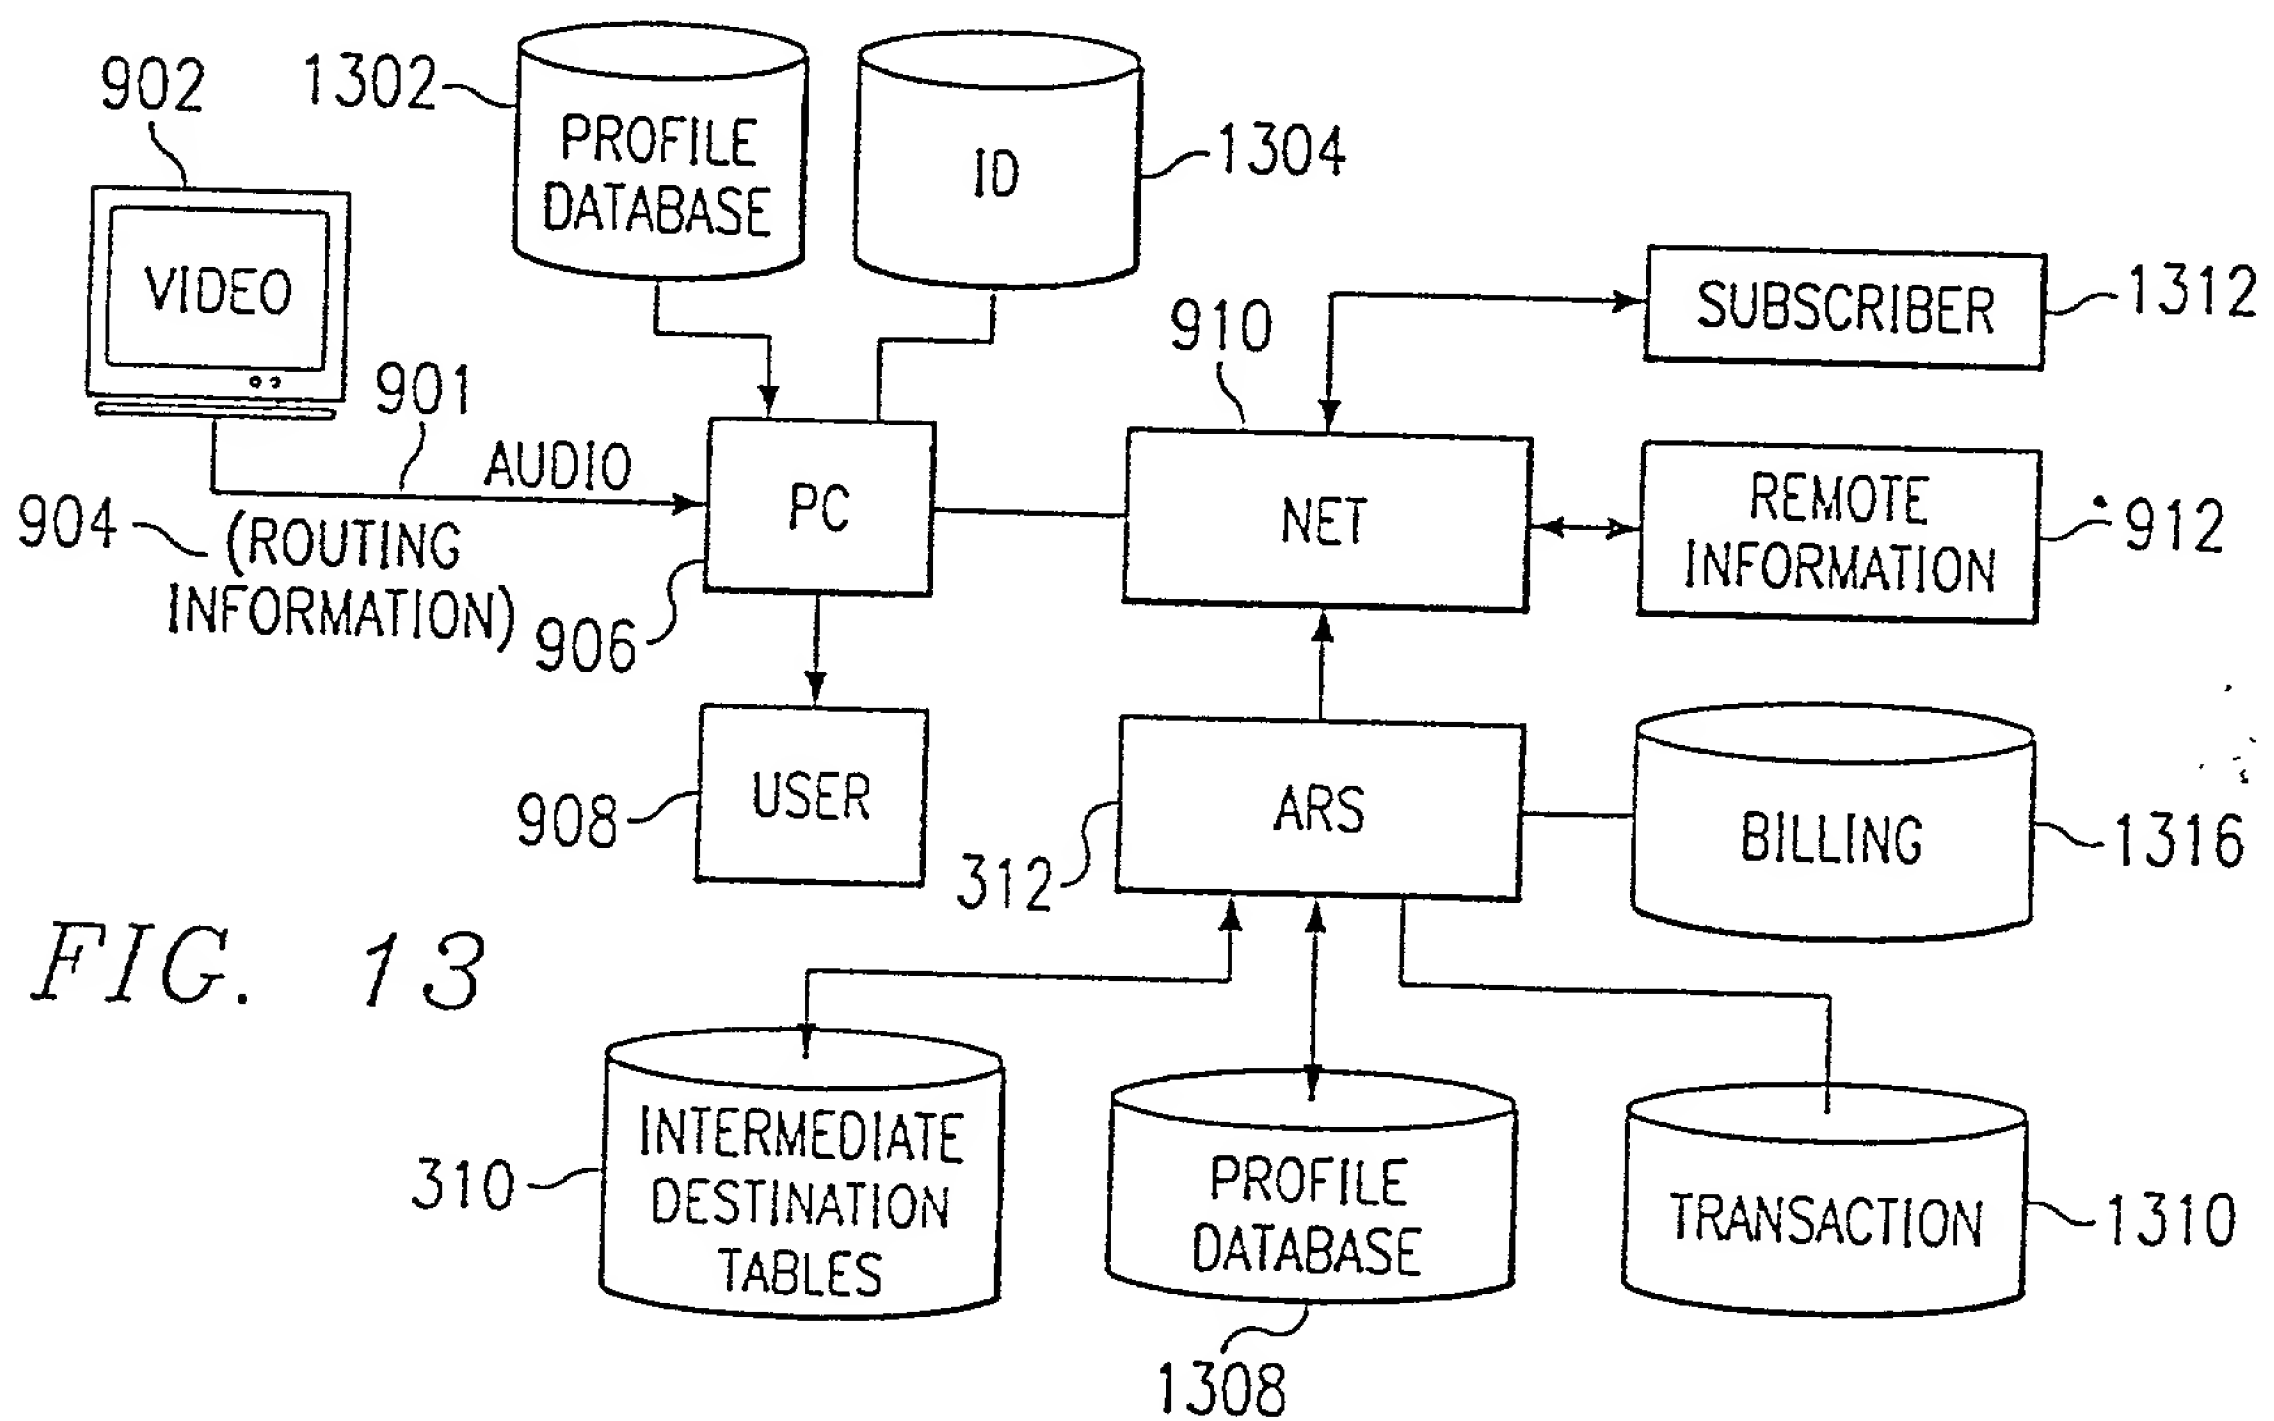 902
1302
PROFILE
DATABASE
ID
1304
VIDEO
901
AUDIO
904
(ROUTING
INFORMATION)
PC
906
910
NET
SUBSCRIBER
1312
REMOTE
INFORMATION
912
USER
908
ARS
312
BILLING
1316
FIG. 13
INTERMEDIATE
DESTINATION
TABLES
310
PROFILE
DATABASE
1308
TRANSACTION
1310